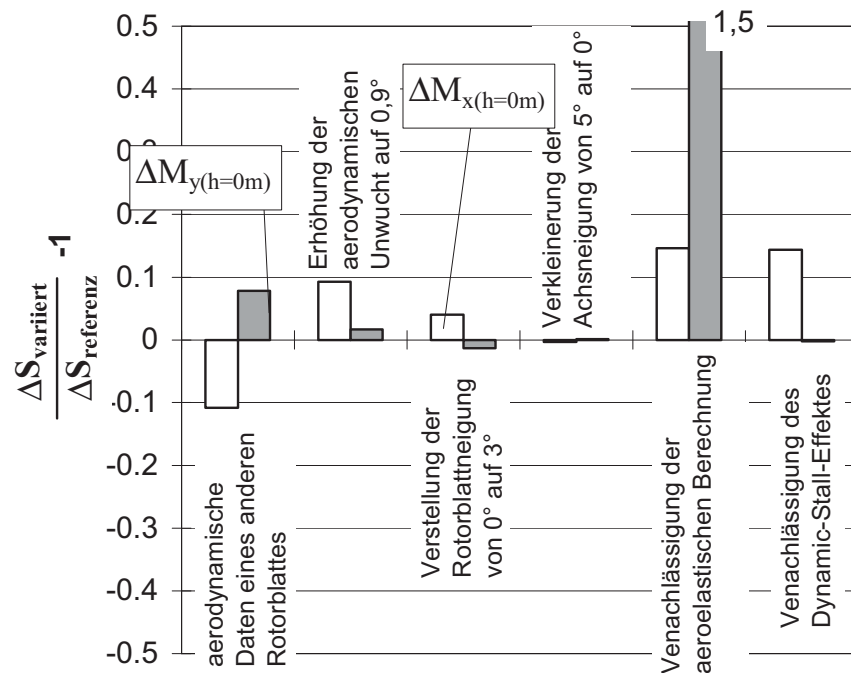 1,5
0.5
0.4
0.2
0.1
0
-0.1
-0.2
-0.3
-0.4
-0.5
ΔS_variiert
ΔS_referenz
-1
ΔM_y(h=0m)
ΔM_x(h=0m)
aerodynamische
Daten eines anderen
Rotorblattes
Erhöhung der
aerodynamischen
Unwucht auf 0,9°
Verstellung der
Rotorblattneigung
von 0° auf 3°
Verkleinerung der
Achsneigung von 5° auf 0°
Venachlässigung der
aeroelastischen Berechnung
Venachlässigung des
Dynamic-Stall-Effektes